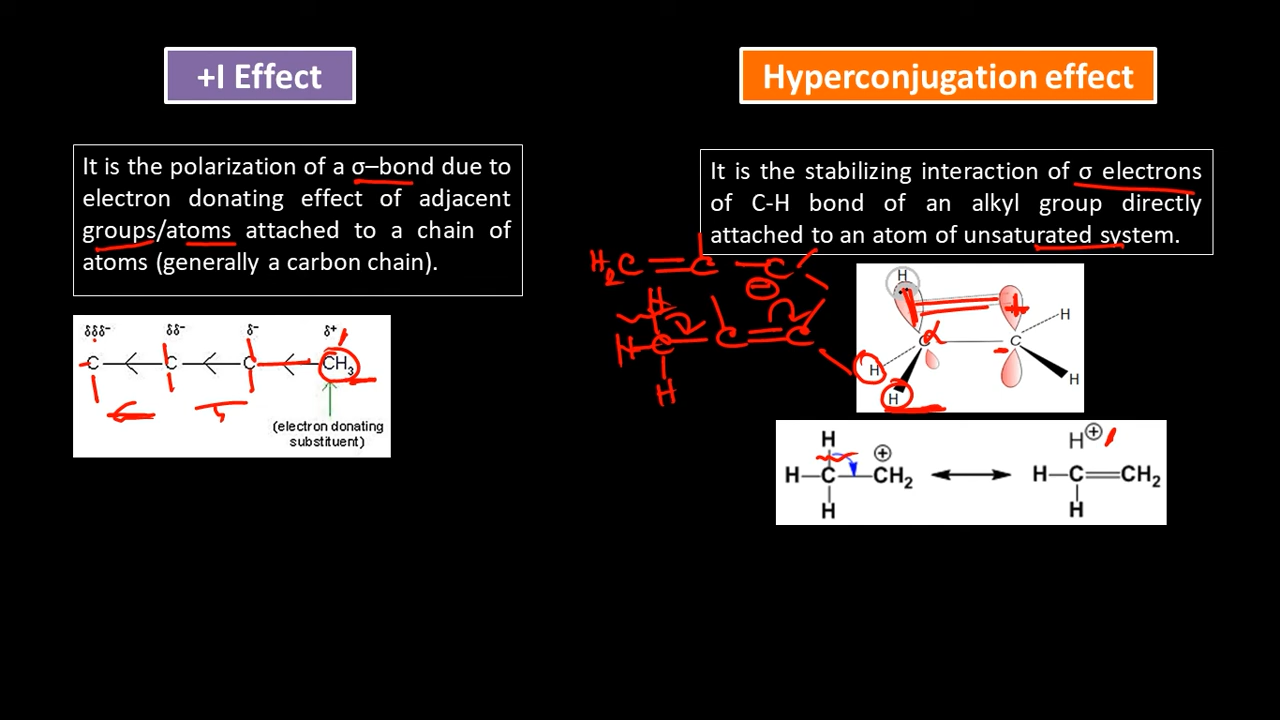 +I Effect
It is the polarization of a σ–bond due to
electron donating effect of adjacent
groups/atoms attached to a chain of
atoms (generally a carbon chain).
δδδ- δδ- δ- δ+
C C C CH₃
(electron donating
substituent)
Hyperconjugation effect
It is the stabilizing interaction of σ electrons
of C-H bond of an alkyl group directly
attached to an atom of unsaturated system.
H₂C = C – C
⊖
H
H–C–C=C
H
H
α + H
C - C
H
H H
H H⊕
H–C–CH₂ ⊕ ↔ H–C=CH₂
H H